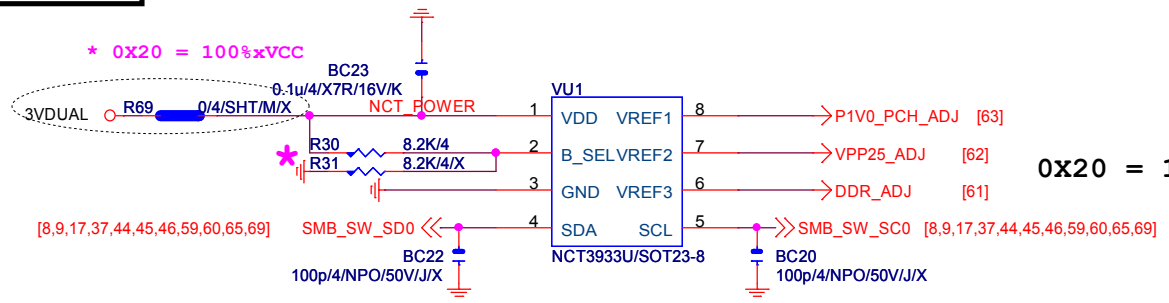 * 0X20 = 100%xVCC
BC23
0.1u/4/X7R/16V/K
3VDUAL R69 0/4/SHT/M/X NCT_POWER
VU1
1 VDD VREF1 8 P1V0_PCH_ADJ [63]
* R30 8.2K/4
2 B_SEL VREF2 7 VPP25_ADJ [62]
R31 8.2K/4/X
0X20 = 1
3 GND VREF3 6 DDR_ADJ [61]
[8,9,17,37,44,45,46,59,60,65,69] SMB_SW_SD0 4 SDA SCL 5 SMB_SW_SC0 [8,9,17,37,44,45,46,59,60,65,69]
BC22
100p/4/NPO/50V/J/X
NCT3933U/SOT23-8
BC20
100p/4/NPO/50V/J/X